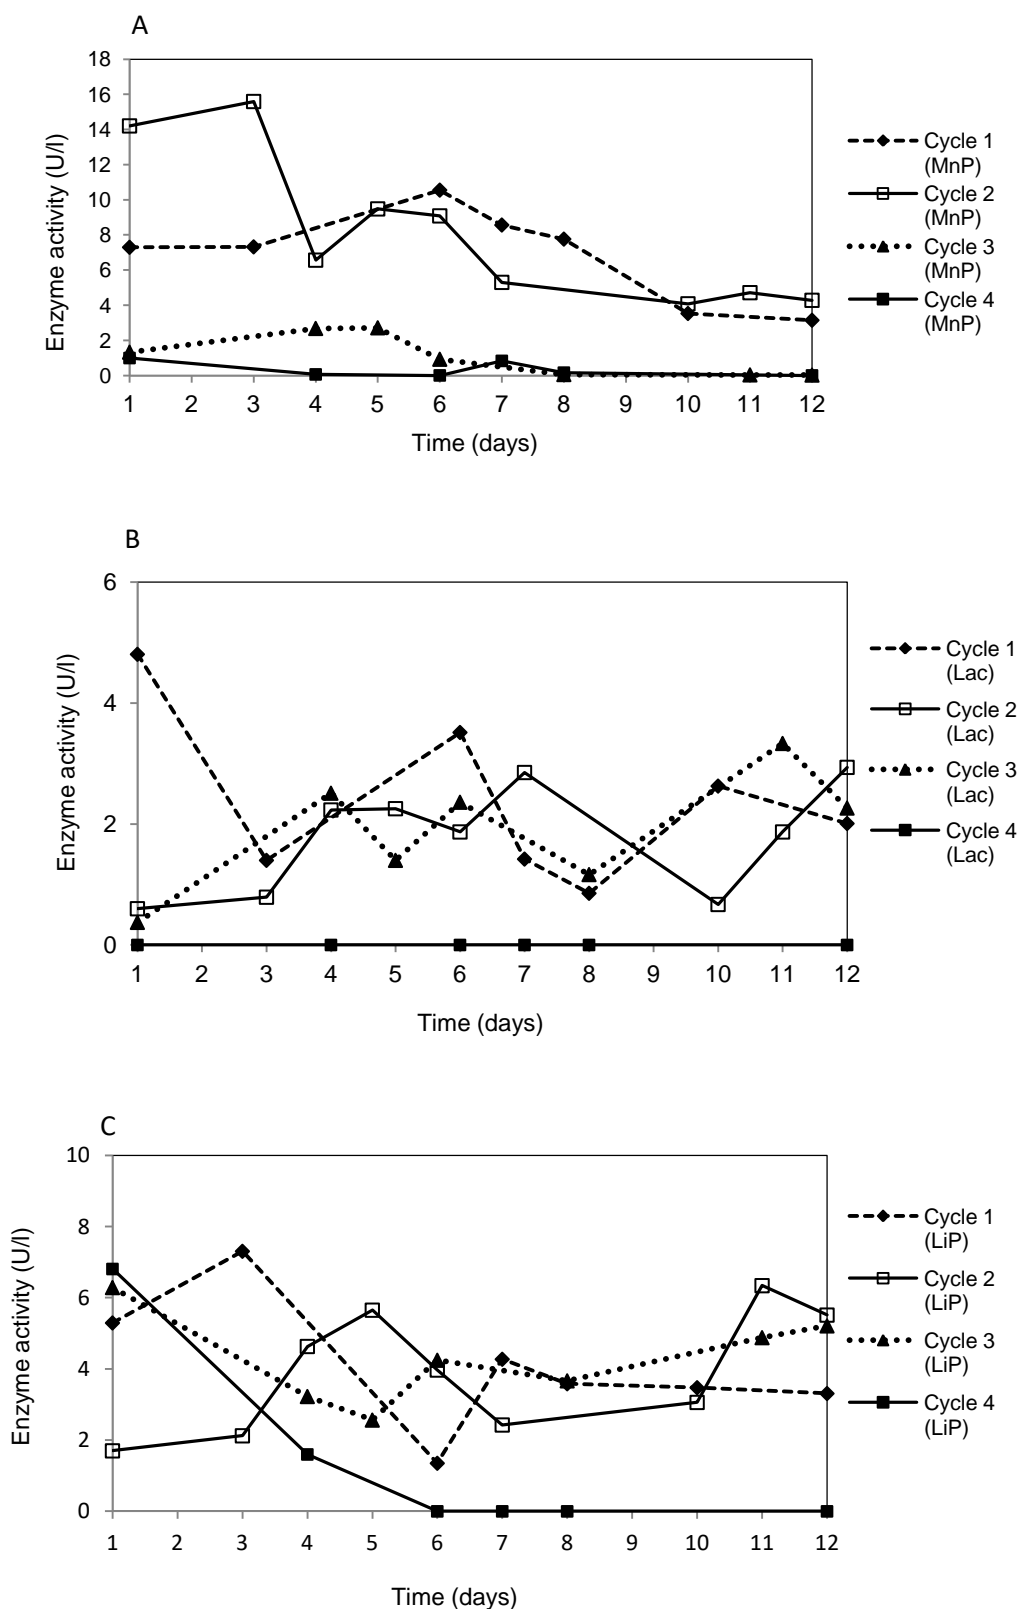 A
18
16
14
12
10
8
6
4
2
0
Enzyme activity (U/l)
1 3 4 5 6 7 8 9 10 11 12
Time (days)
Cycle 1
(MnP)
Cycle 2
(MnP)
Cycle 3
(MnP)
Cycle 4
(MnP)
B
6
4
2
0
Enzyme activity (U/l)
1 2 3 4 5 6 7 8 9 10 11 12
Time (days)
Cycle 1
(Lac)
Cycle 2
(Lac)
Cycle 3
(Lac)
Cycle 4
(Lac)
C
10
8
6
4
2
0
Enzyme activity (U/l)
1 2 3 4 5 6 7 8 9 10 11 12
Time (days)
Cycle 1
(LiP)
Cycle 2
(LiP)
Cycle 3
(LiP)
Cycle 4
(LiP)